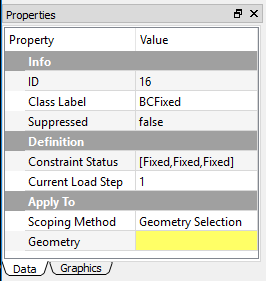 Properties
Property Value
Info
ID 16
Class Label BCFixed
Suppressed false
Definition
Constraint Status [Fixed,Fixed,Fixed]
Current Load Step 1
Apply To
Scoping Method Geometry Selection
Geometry
Data Graphics